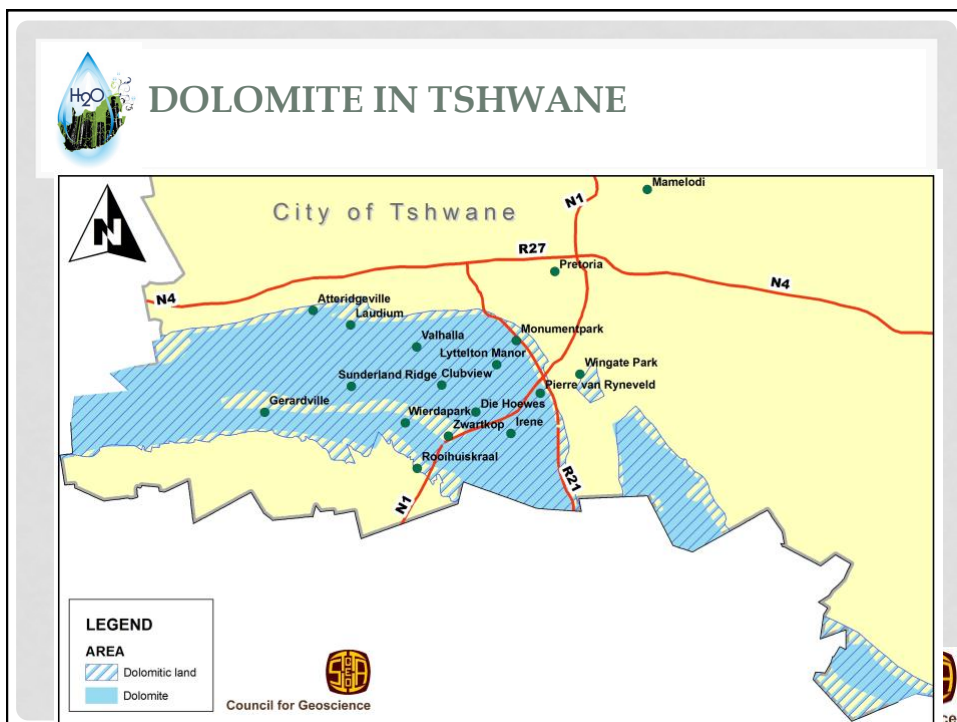 H2O
DOLOMITE IN TSHWANE
Mamelodi
City of Tshwane
N1
N
R27
Pretoria
N4
N4
Atteridgeville
Laudium
Monumentpark
Valhalla
Lyttelton Manor
Wingate Park
Sunderland Ridge
Clubview
Pierre van Ryneveld
Gerardville
Die Hoewes
Wierdapark
Irene
Zwartkop
Rooihuiskraal
R21
N1
LEGEND
AREA
Dolomitic land
Dolomite
Council for Geoscience